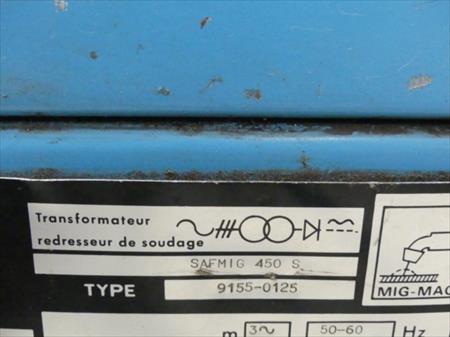 Transformateur
redresseur de soudage
SAFMIG 450 S
TYPE 9155-0125
MIG-MAG
m 3~ 50-60 Hz